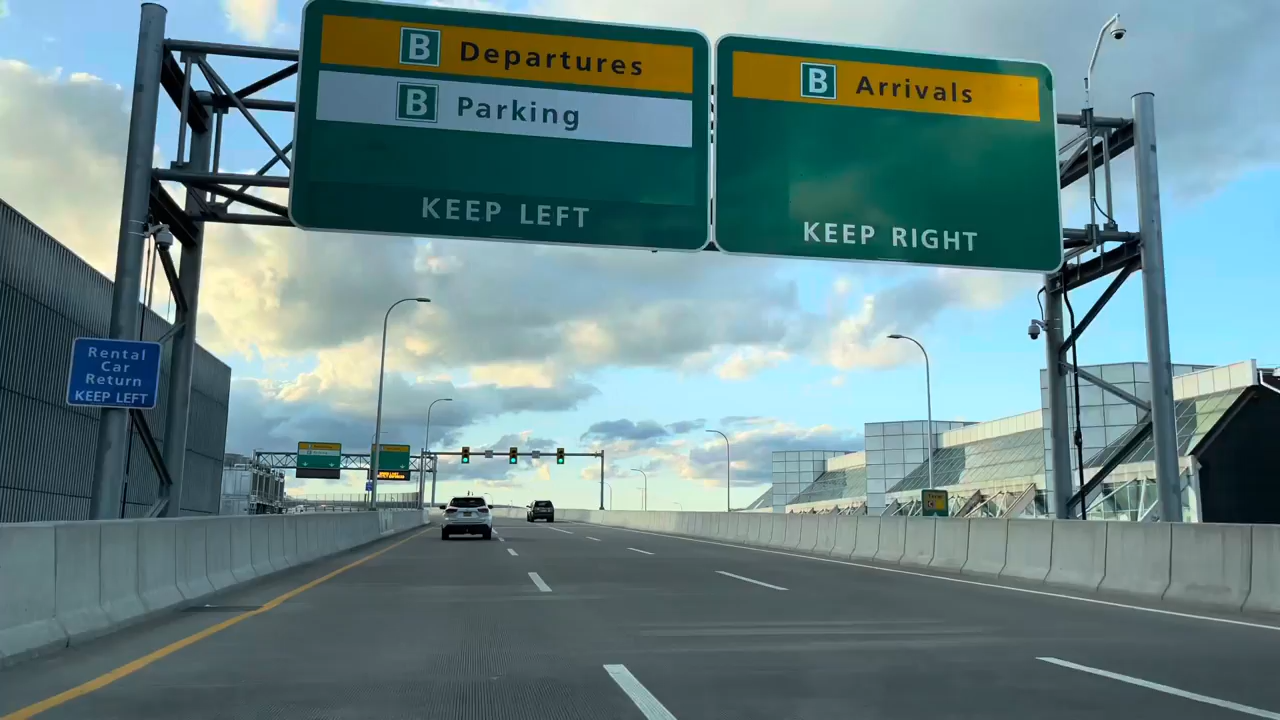 B Departures
B Parking
KEEP LEFT
B Arrivals
KEEP RIGHT
Rental
Car
Return
KEEP LEFT